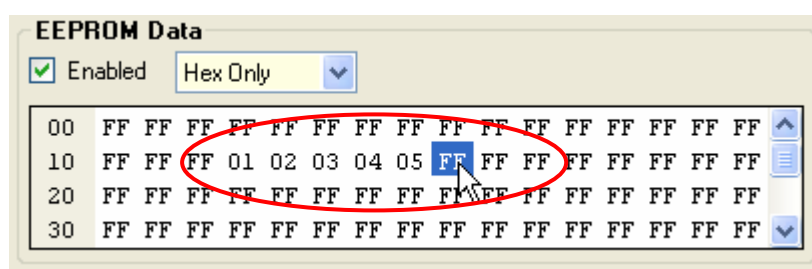 EEPROM Data
Enabled Hex Only
00 FF FF FF FF FF FF FF FF FF FF FF FF FF FF FF FF
10 FF FF FF 01 02 03 04 05 FF FF FF FF FF FF FF FF
20 FF FF FF FF FF FF FF FF FF FF FF FF FF FF FF FF
30 FF FF FF FF FF FF FF FF FF FF FF FF FF FF FF FF